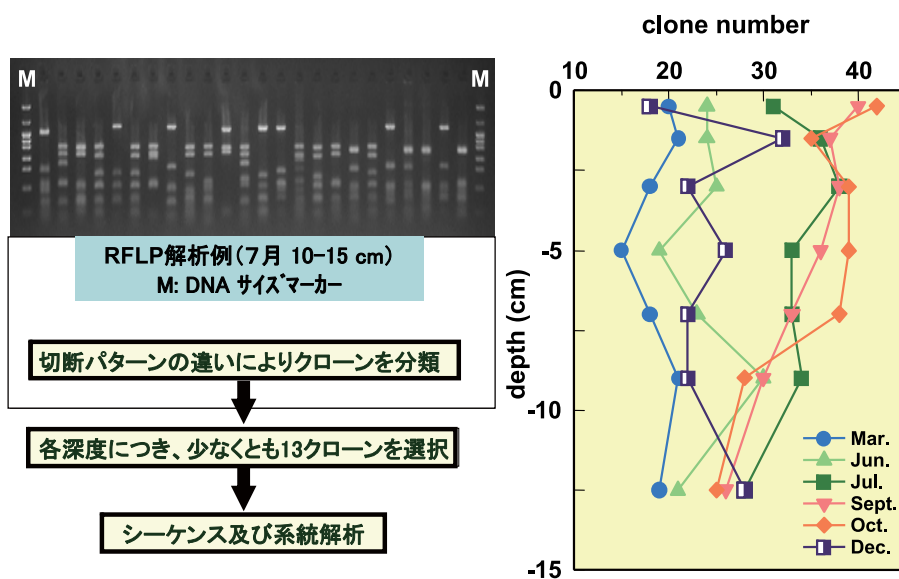 M
M
RFLP解析例(7月 10-15 cm)
M: DNA サイズマーカー
切断パターンの違いによりクローンを分類
各深度につき、少なくとも13クローンを選択
シーケンス及び系統解析
clone number
10 20 30 40
0
-5
-10
-15
depth (cm)
Mar.
Jun.
Jul.
Sept.
Oct.
Dec.